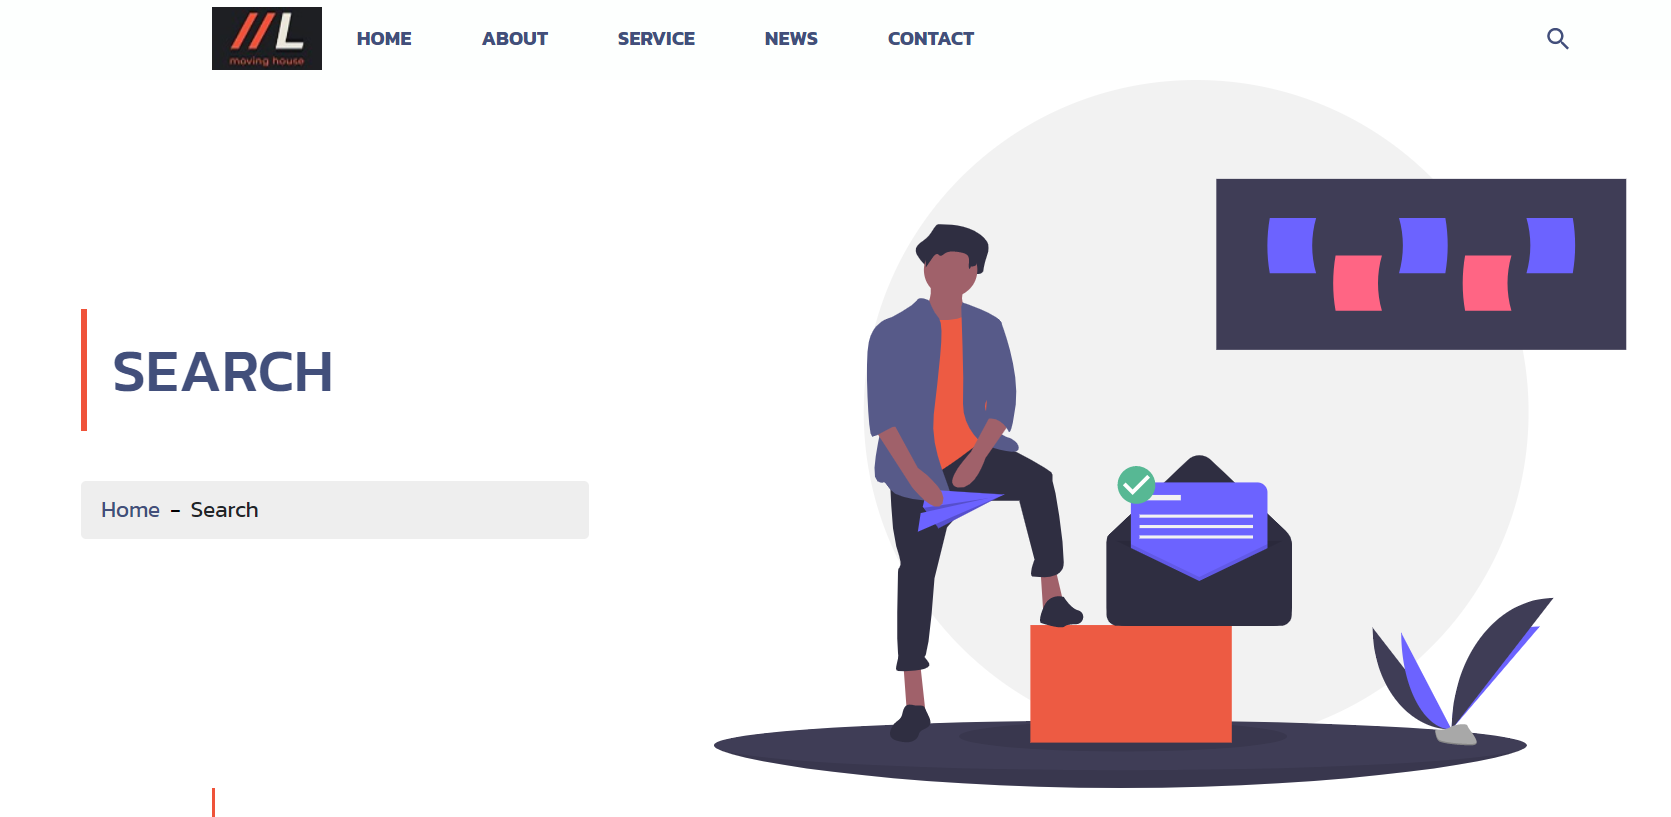 L
moving house
HOME ABOUT SERVICE NEWS CONTACT
SEARCH
Home - Search